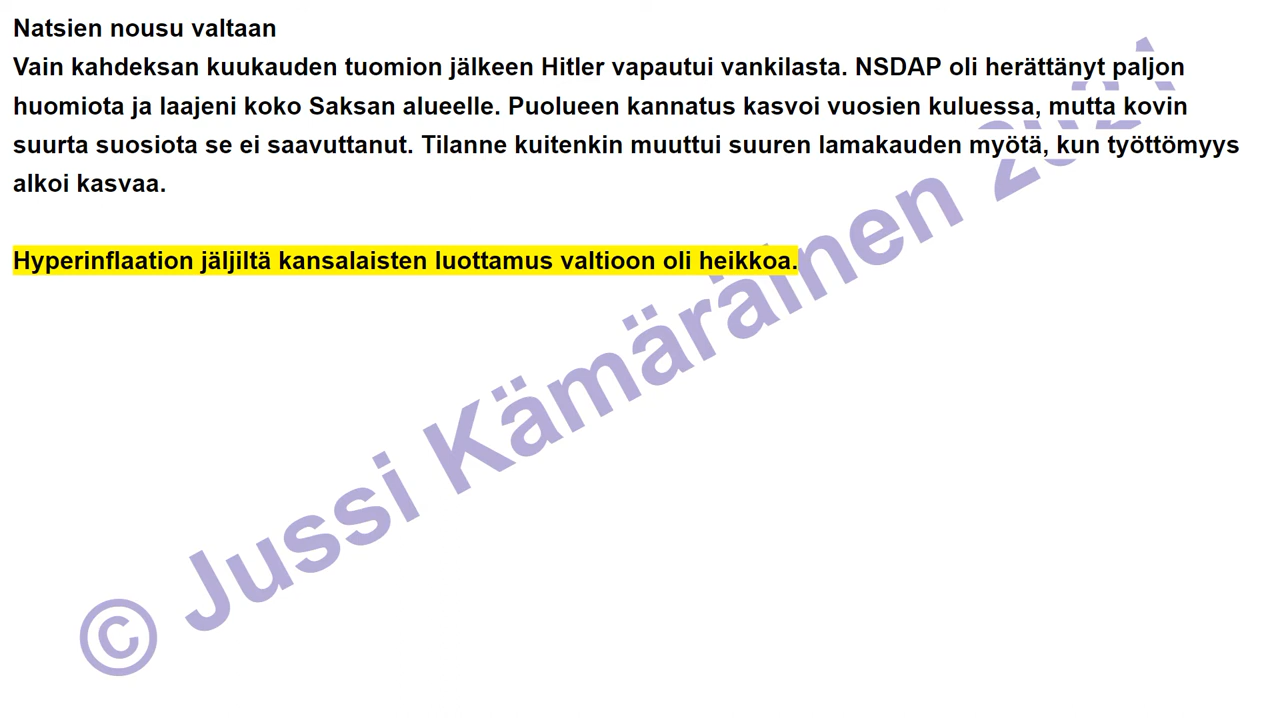 Natsien nousu valtaan
Vain kahdeksan kuukauden tuomion jälkeen Hitler vapautui vankilasta. NSDAP oli herättänyt paljon
huomiota ja laajeni koko Saksan alueelle. Puolueen kannatus kasvoi vuosien kuluessa, mutta kovin
suurta suosiota se ei saavuttanut. Tilanne kuitenkin muuttui suuren lamakauden myötä, kun työttömyys
alkoi kasvaa.
Hyperinflaation jäljiltä kansalaisten luottamus valtioon oli heikkoa.
© Jussi Kämäräinen